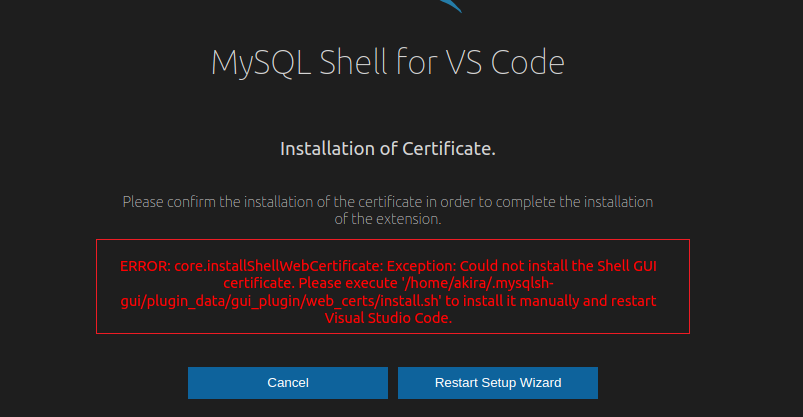 MySQL Shell for VS Code
Installation of Certificate.
Please confirm the installation of the certificate in order to complete the installation
of the extension.
ERROR: core.installShellWebCertificate: Exception: Could not install the Shell GUI
certificate. Please execute '/home/akira/.mysqlsh-
gui/plugin_data/gui_plugin/web_certs/install.sh' to install it manually and restart
Visual Studio Code.
Cancel
Restart Setup Wizard